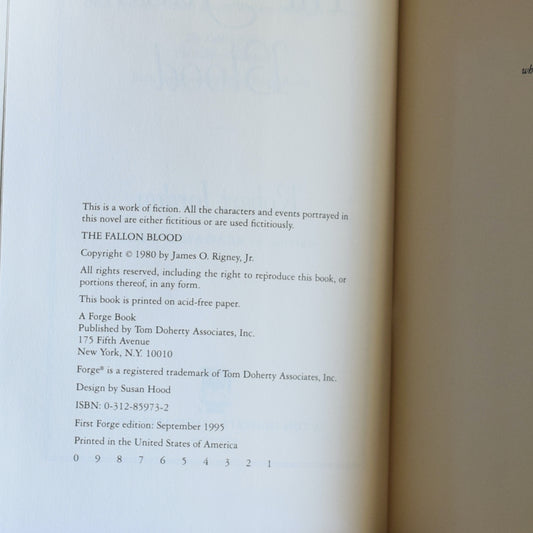 This is a work of fiction. All the characters and events portrayed in
this novel are either fictitious or are used fictitiously.
THE FALLON BLOOD
Copyright © 1980 by James O. Rigney, Jr.
All rights reserved, including the right to reproduce this book, or
portions thereof, in any form.
This book is printed on acid-free paper.
A Forge Book
Published by Tom Doherty Associates, Inc.
175 Fifth Avenue
New York, N.Y. 10010
Forge® is a registered trademark of Tom Doherty Associates, Inc.
Design by Susan Hood
ISBN: 0-312-85973-2
First Forge edition: September 1995
Printed in the United States of America
0 9 8 7 6 5 4 3 2 1